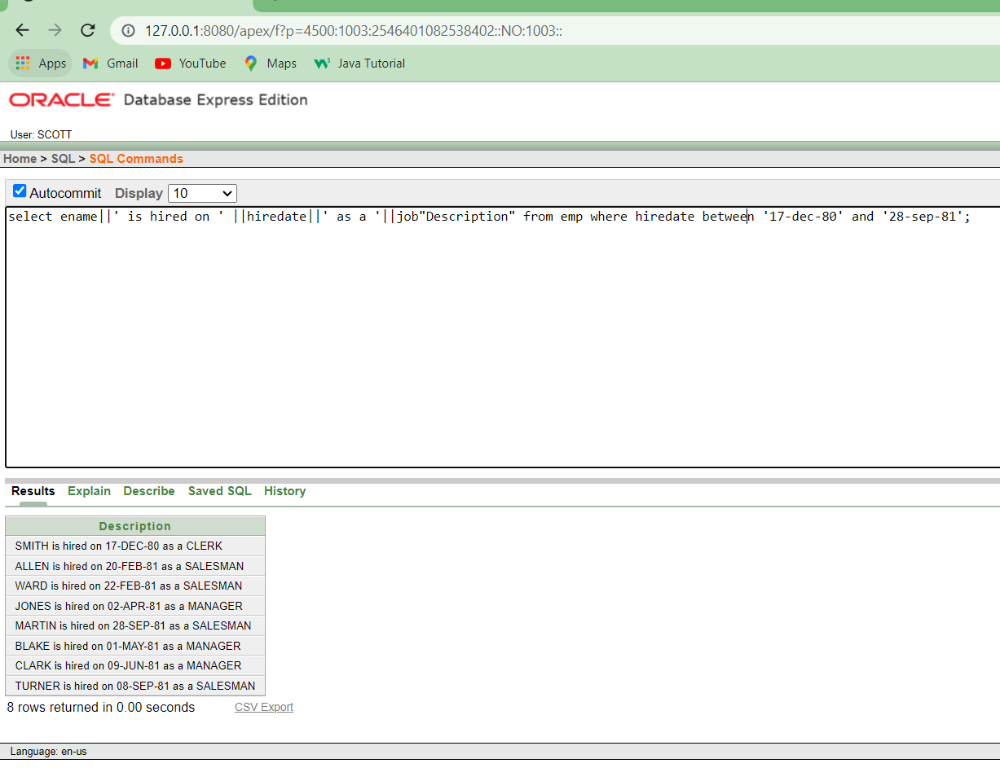 127.0.0.1:8080/apex/f?p=4500:1003:2546401082538402::NO:1003::
Apps Gmail YouTube Maps Java Tutorial
ORACLE Database Express Edition
User: SCOTT
Home > SQL > SQL Commands
Autocommit Display 10
select ename||' is hired on ' ||hiredate||' as a '||job"Description" from emp where hiredate between '17-dec-80' and '28-sep-81';
Results Explain Describe Saved SQL History
Description
SMITH is hired on 17-DEC-80 as a CLERK
ALLEN is hired on 20-FEB-81 as a SALESMAN
WARD is hired on 22-FEB-81 as a SALESMAN
JONES is hired on 02-APR-81 as a MANAGER
MARTIN is hired on 28-SEP-81 as a SALESMAN
BLAKE is hired on 01-MAY-81 as a MANAGER
CLARK is hired on 09-JUN-81 as a MANAGER
TURNER is hired on 08-SEP-81 as a SALESMAN
8 rows returned in 0.00 seconds CSV Export
Language: en-us